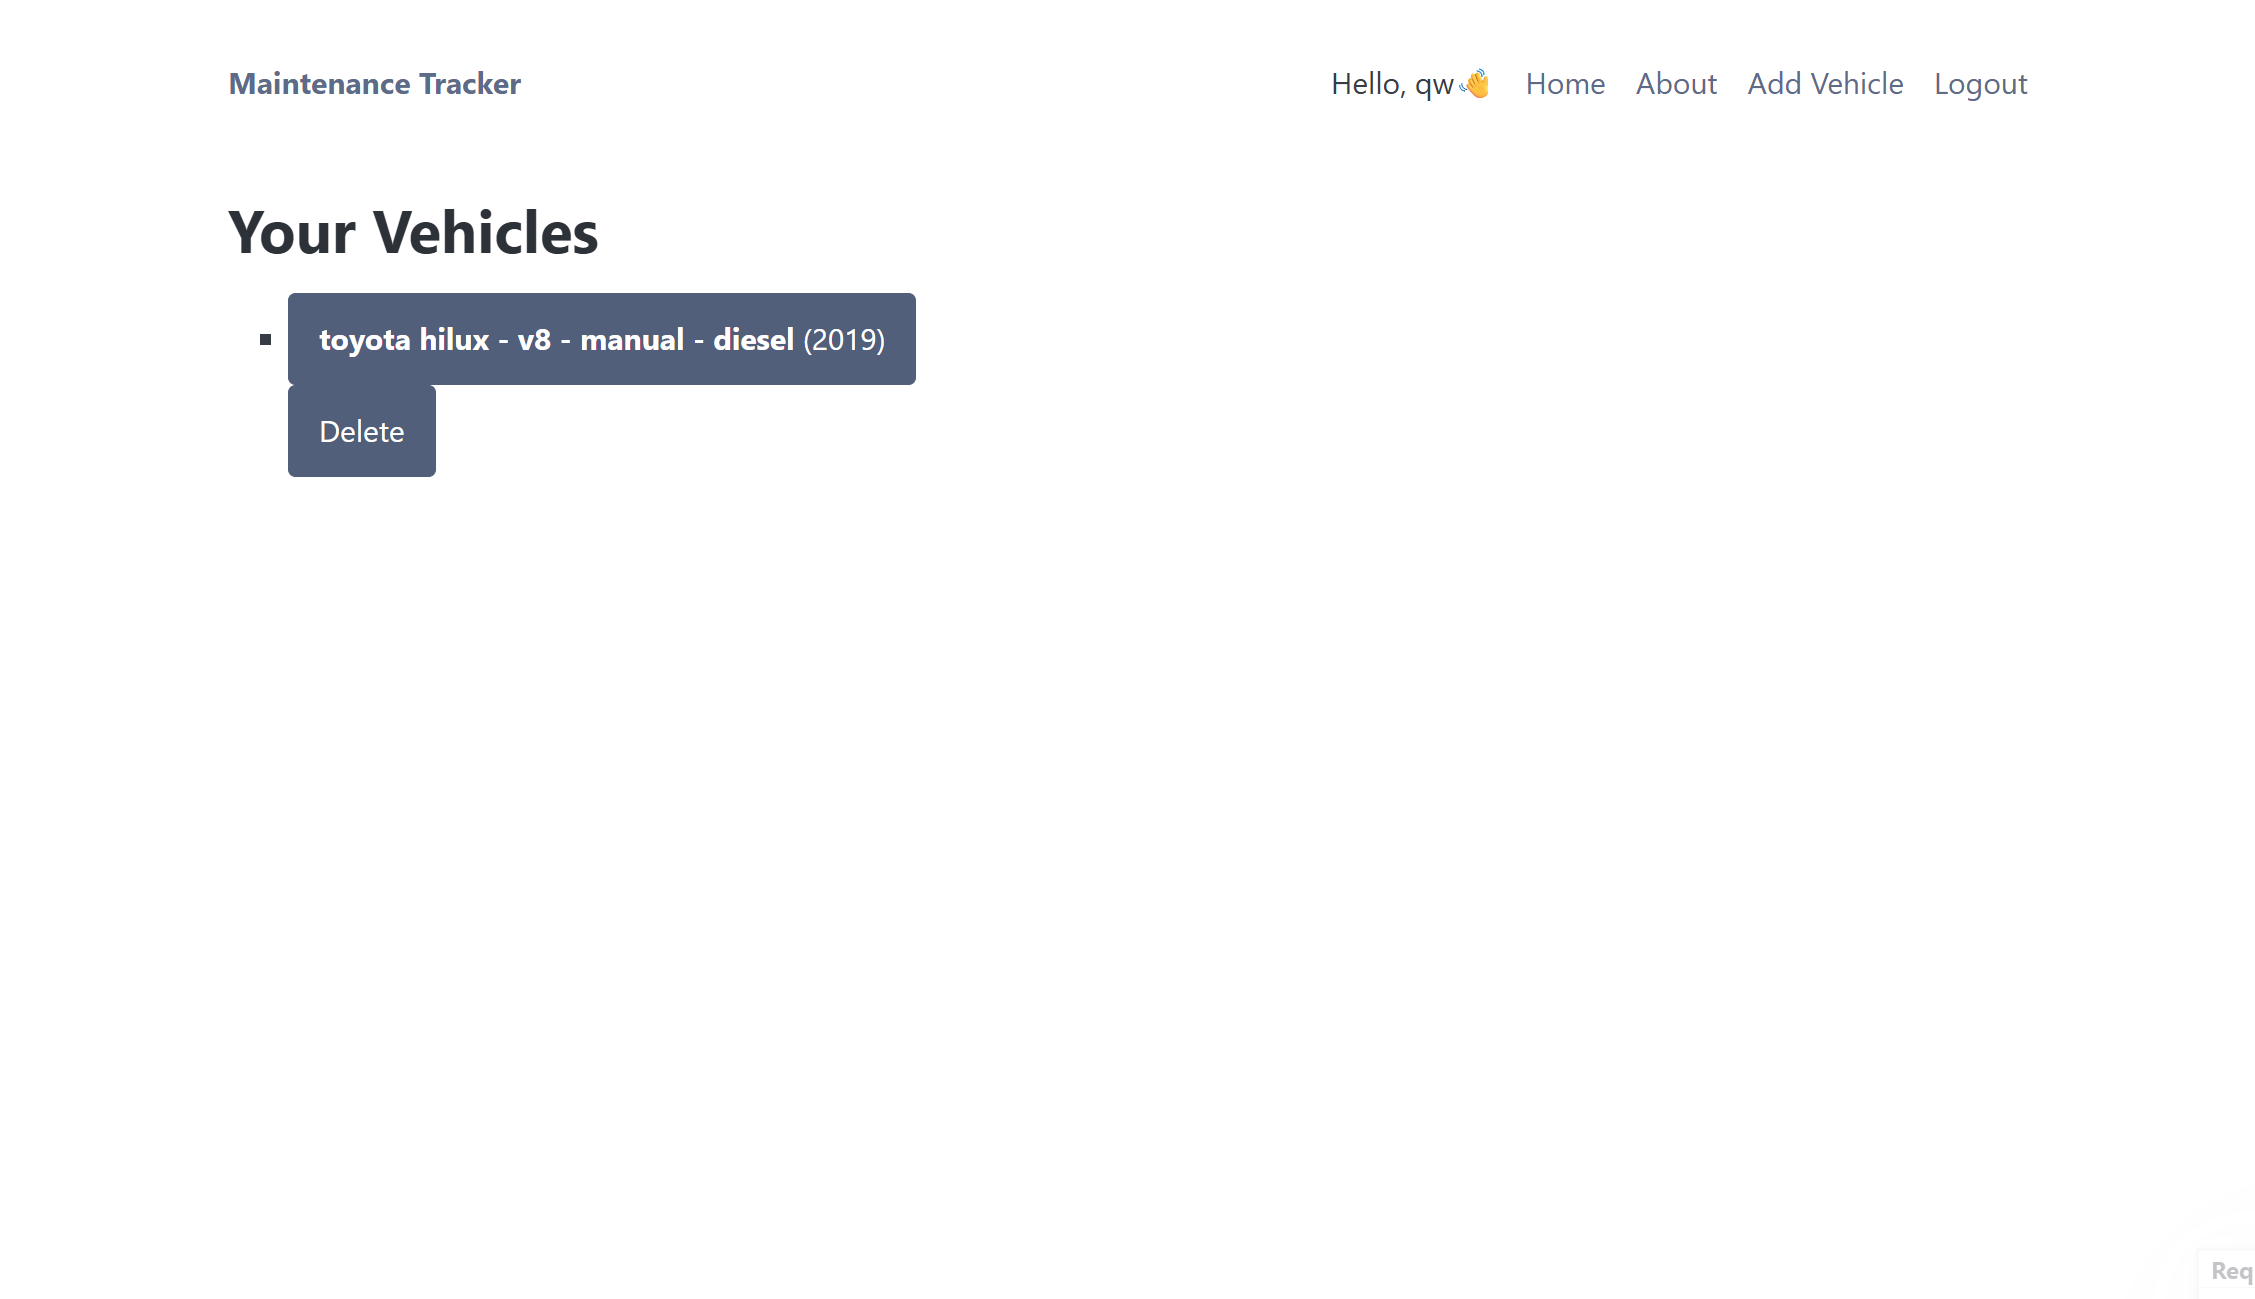 Maintenance Tracker
Hello, qw👋 Home About Add Vehicle Logout
Your Vehicles
toyota hilux - v8 - manual - diesel (2019)
Delete
Req